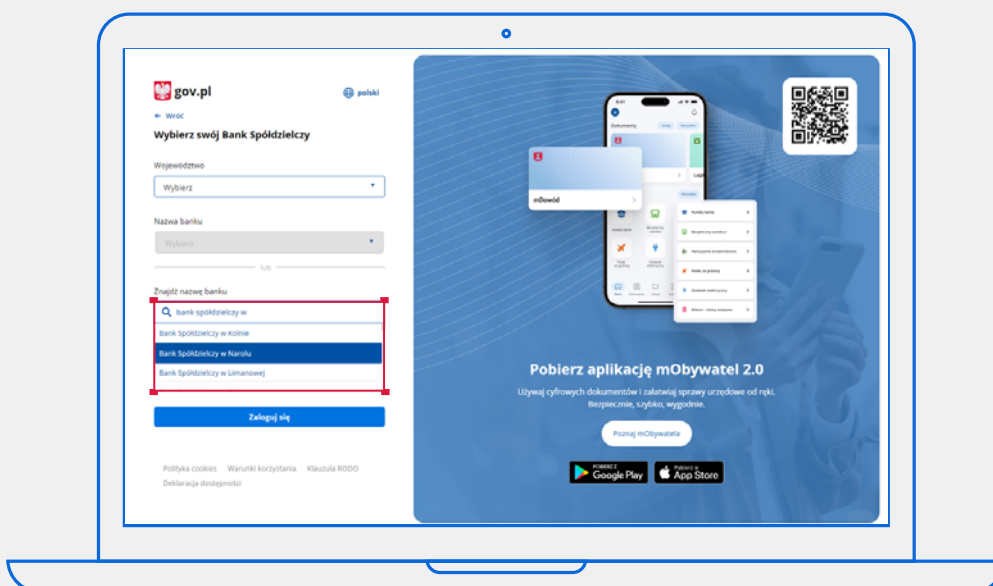 gov.pl
polski
← Wróć
Wybierz swój Bank Spółdzielczy
Województwo
Wybierz
Nazwa banku
Wybierz
lub
Znajdź nazwę banku
bank spółdzielczy w
Bank Spółdzielczy w Kolnie
Bank Spółdzielczy w Narolu
Bank Spółdzielczy w Limanowej
Zaloguj się
Polityka cookies Warunki korzystania Klauzula RODO
Deklaracja dostępności
9:41
Dokumenty
mDowód
Pobierz aplikację mObywatel 2.0
Używaj cyfrowych dokumentów i załatwiaj sprawy urzędowe od ręki.
Bezpiecznie, szybko, wygodnie.
Poznaj mObywatela
POBIERZ Z
Google Play
Pobierz w
App Store